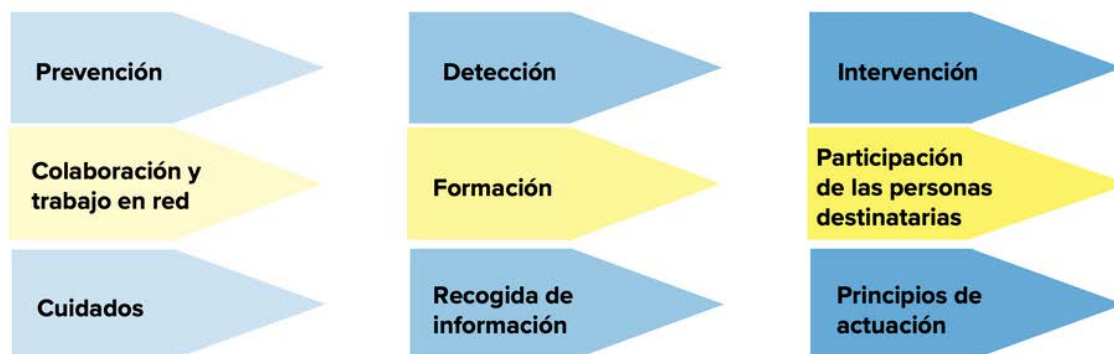 Prevención
Detección
Intervención
Colaboración y
trabajo en red
Formación
Participación
de las personas
destinatarias
Cuidados
Recogida de
información
Principios de
actuación